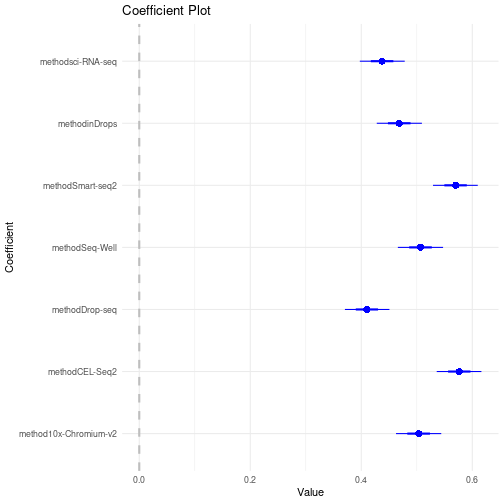 Coefficient Plot
methodsci-RNA-seq
methodinDrops
methodSmart-seq2
methodSeq-Well
methodDrop-seq
methodCEL-Seq2
method10x-Chromium-v2
Coefficient
0.0 0.2 0.4 0.6
Value